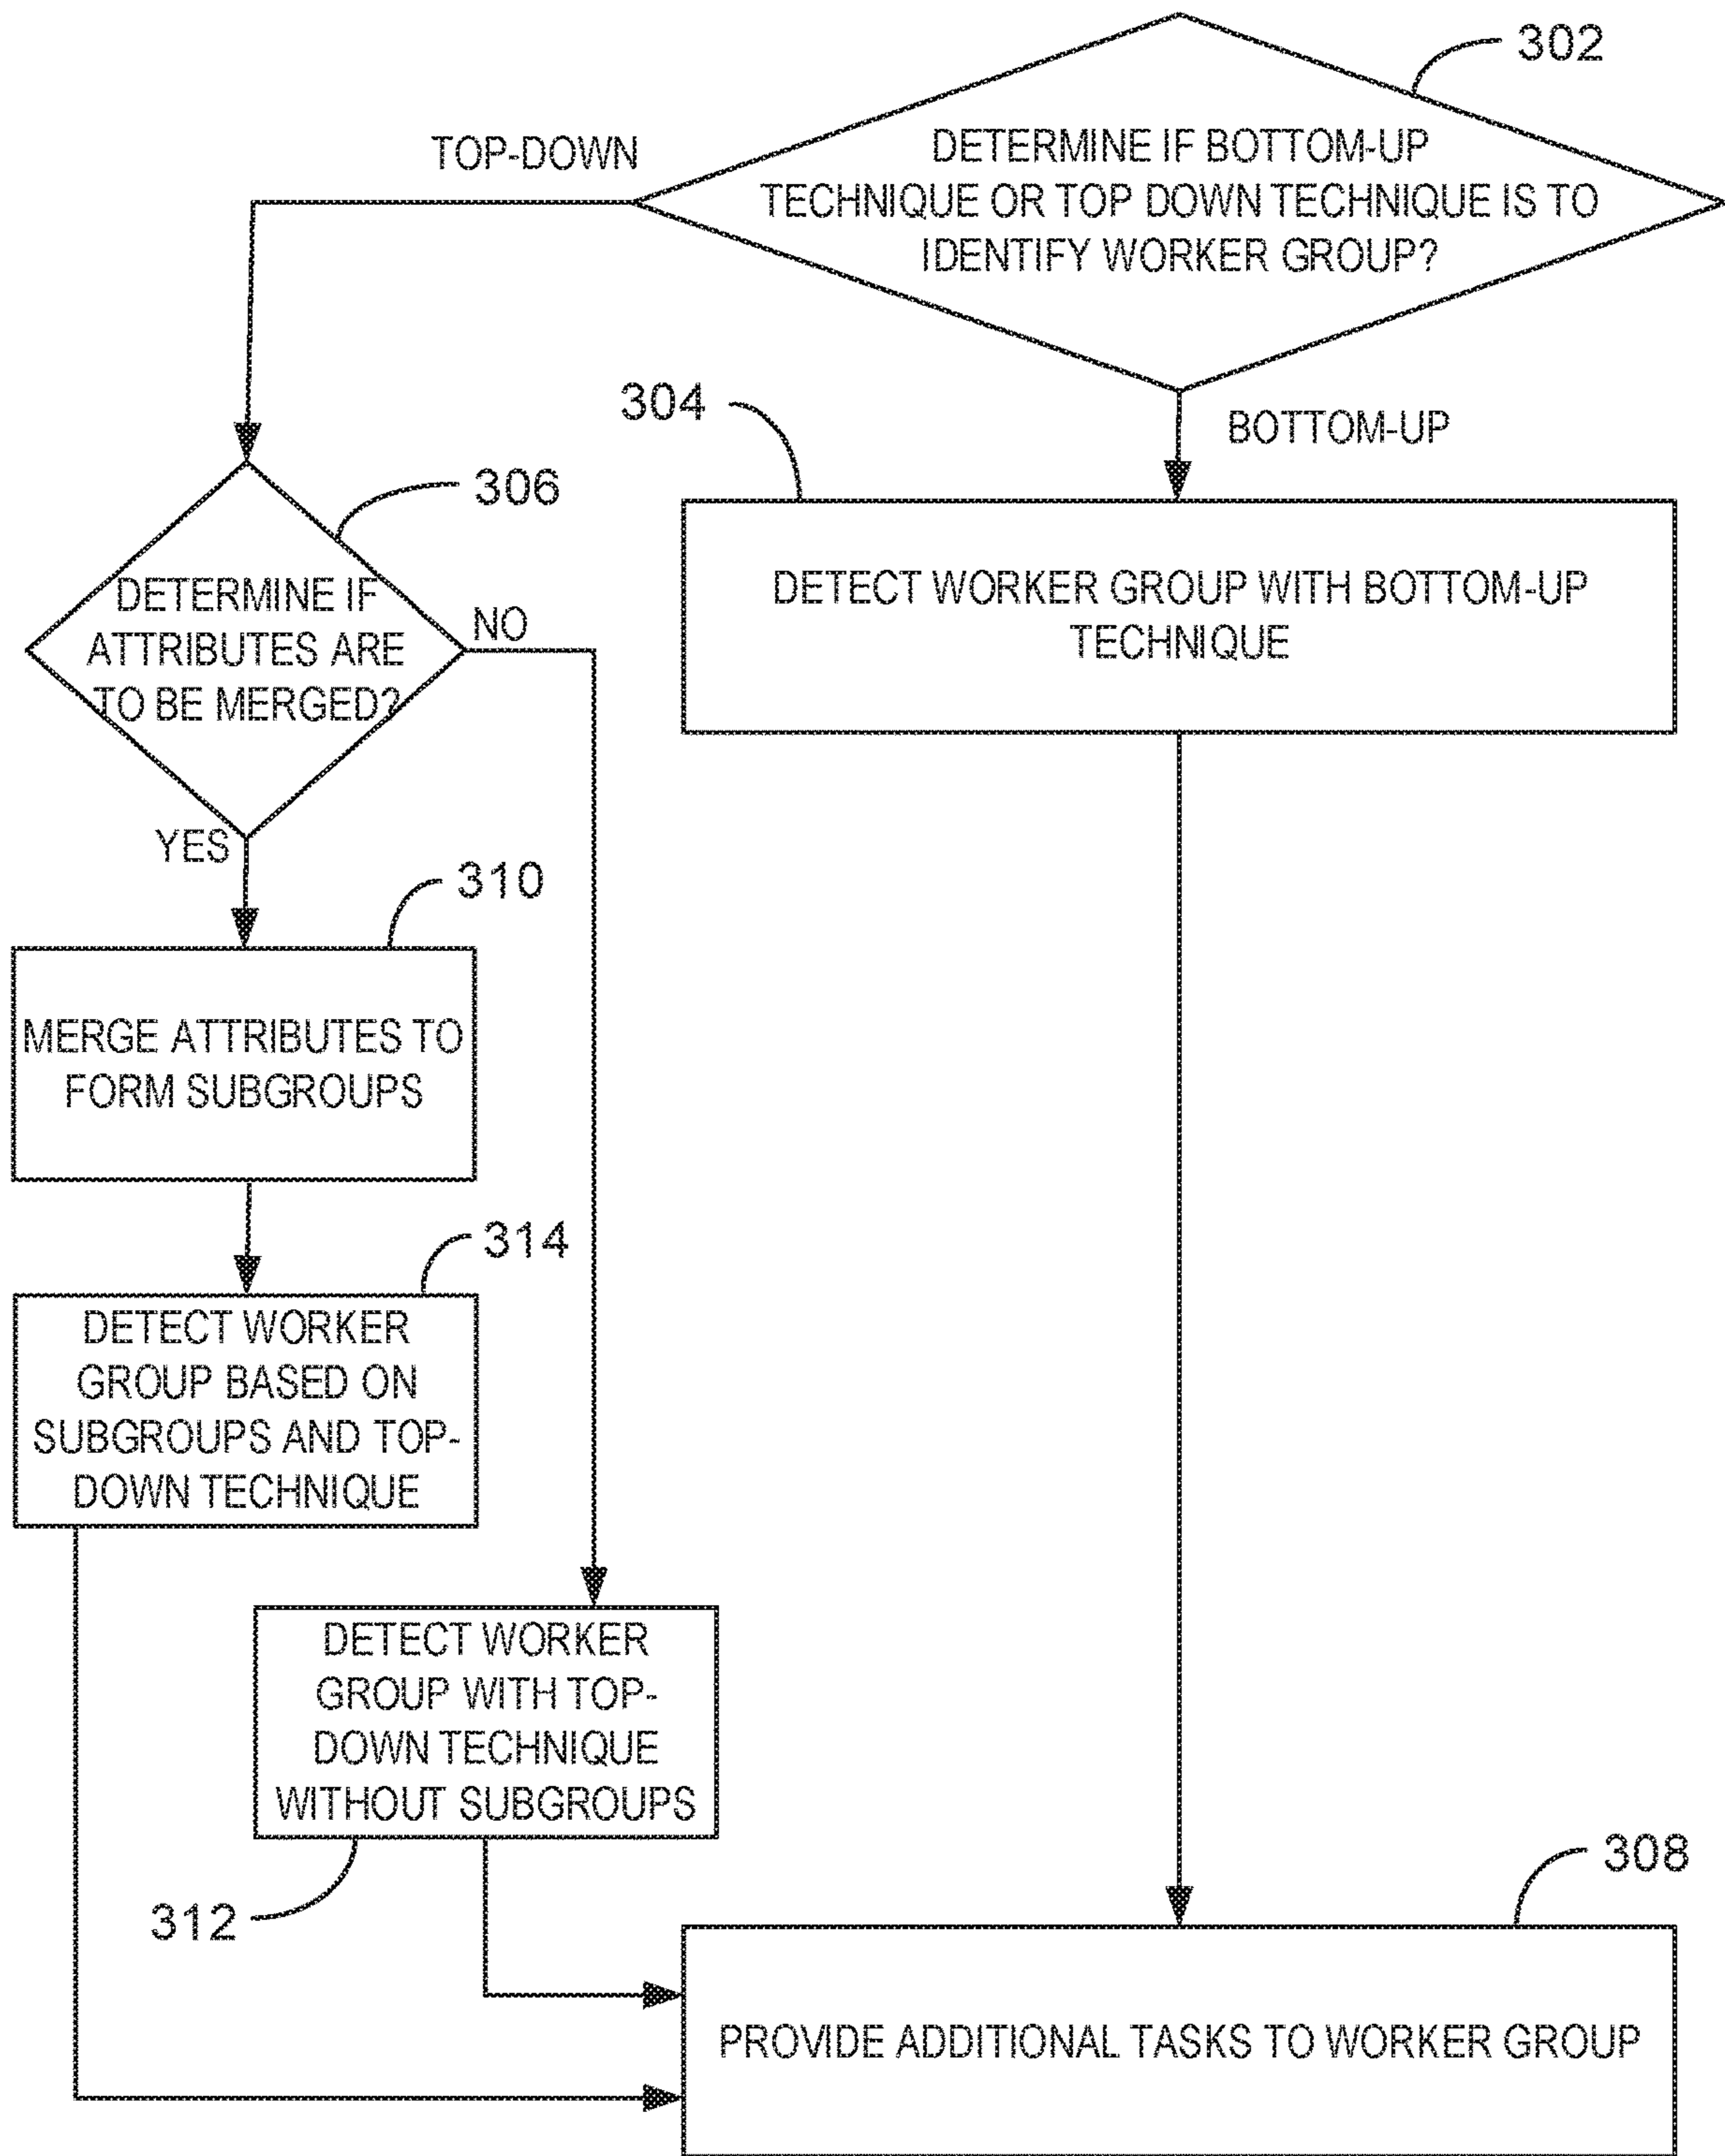 302
DETERMINE IF BOTTOM-UP
TECHNIQUE OR TOP DOWN TECHNIQUE IS TO
IDENTIFY WORKER GROUP?
TOP-DOWN
BOTTOM-UP
304
DETECT WORKER GROUP WITH BOTTOM-UP
TECHNIQUE
306
DETERMINE IF
ATTRIBUTES ARE
TO BE MERGED?
NO
YES
310
MERGE ATTRIBUTES TO
FORM SUBGROUPS
314
DETECT WORKER
GROUP BASED ON
SUBGROUPS AND TOP-
DOWN TECHNIQUE
DETECT WORKER
GROUP WITH TOP-
DOWN TECHNIQUE
WITHOUT SUBGROUPS
312
308
PROVIDE ADDITIONAL TASKS TO WORKER GROUP